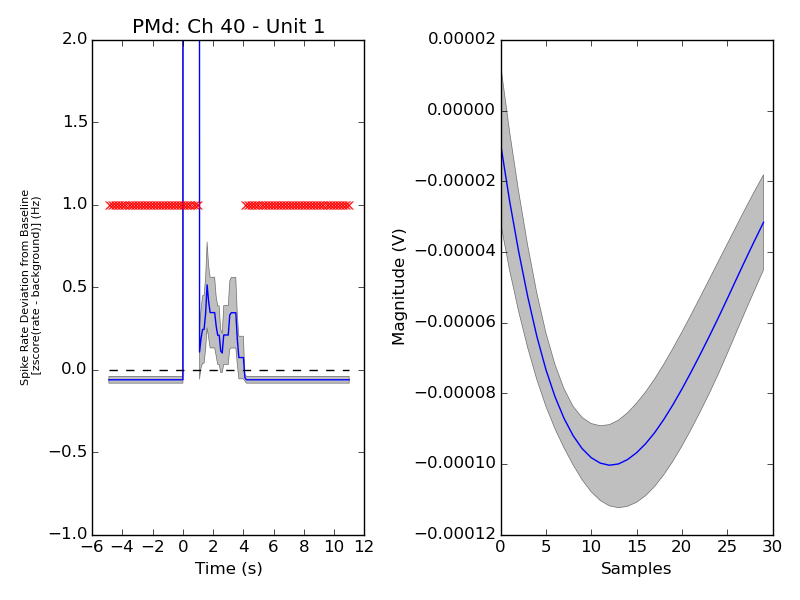 PMd: Ch 40 - Unit 1
Spike Rate Deviation from Baseline
[zscore(rate - background)] (Hz)
2.0
1.5
1.0
0.5
0.0
−0.5
−1.0
−6 −4 −2 0 2 4 6 8 10 12
Time (s)
Magnitude (V)
0.00002
0.00000
−0.00002
−0.00004
−0.00006
−0.00008
−0.00010
−0.00012
0 5 10 15 20 25 30
Samples